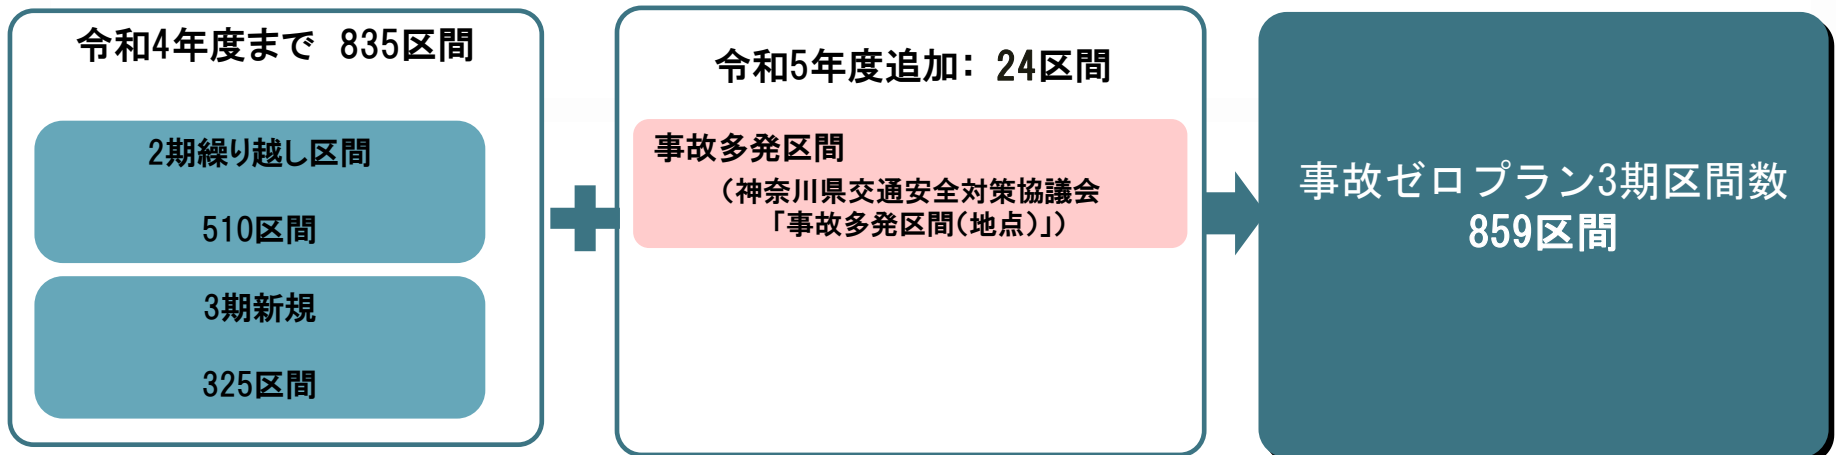 令和4年度まで 835区間
2期繰り越し区間
510区間
3期新規
325区間
令和5年度追加: 24区間
事故多発区間
(神奈川県交通安全対策協議会
「事故多発区間(地点)」)
事故ゼロプラン3期区間数
859区間